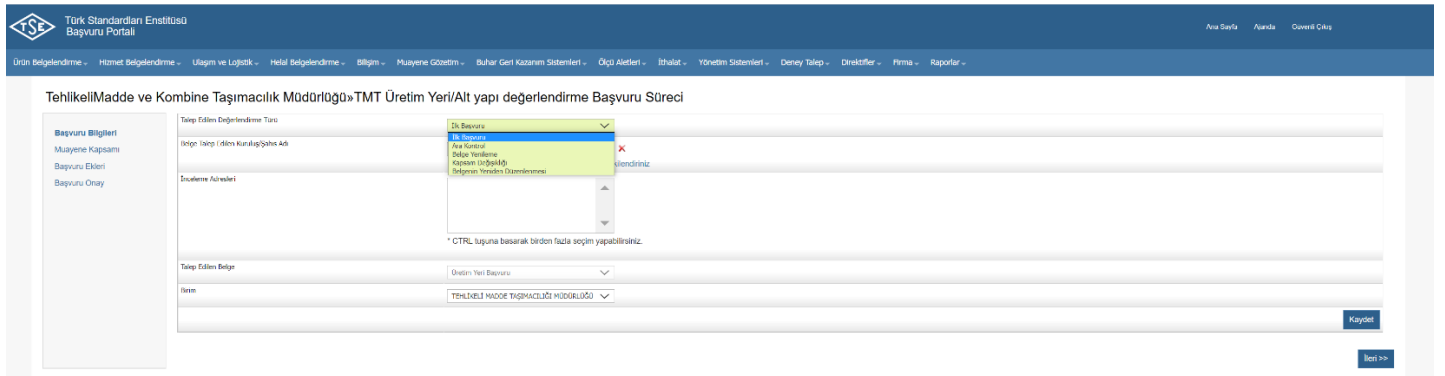 TSE
Türk Standardları Enstitüsü
Başvuru Portali
Ana Sayfa Ajanda Güvenli Çıkış
Ürün Belgelendirme Hizmet Belgelendirme Ulaşım ve Lojistik Helal Belgelendirme Bilişim Muayene Gözetim Buhar Geri Kazanım Sistemleri Ölçü Aletleri İthalat Yönetim Sistemleri Deney Talep Direktifler Firma Raporlar
TehlikeliMadde ve Kombine Taşımacılık Müdürlüğü»TMT Üretim Yeri/Alt yapı değerlendirme Başvuru Süreci
Başvuru Bilgileri
Muayene Kapsamı
Başvuru Ekleri
Başvuru Onay
Talep Edilen Değerlendirme Türü
İlk Başvuru
İlk Başvuru
Ara Kontrol
Belge Yenileme
Kapsam Değişikliği
Belgenin Yeniden Düzenlenmesi
Belge Talep Edilen Kuruluş/Şahıs Adı
İnceleme Adresleri
* CTRL tuşuna basarak birden fazla seçim yapabilirsiniz.
Talep Edilen Belge
Üretim Yeri Başvuru
Birim
TEHLİKELİ MADDE TAŞIMACILIĞI MÜDÜRLÜĞÜ
Kaydet
İleri >>